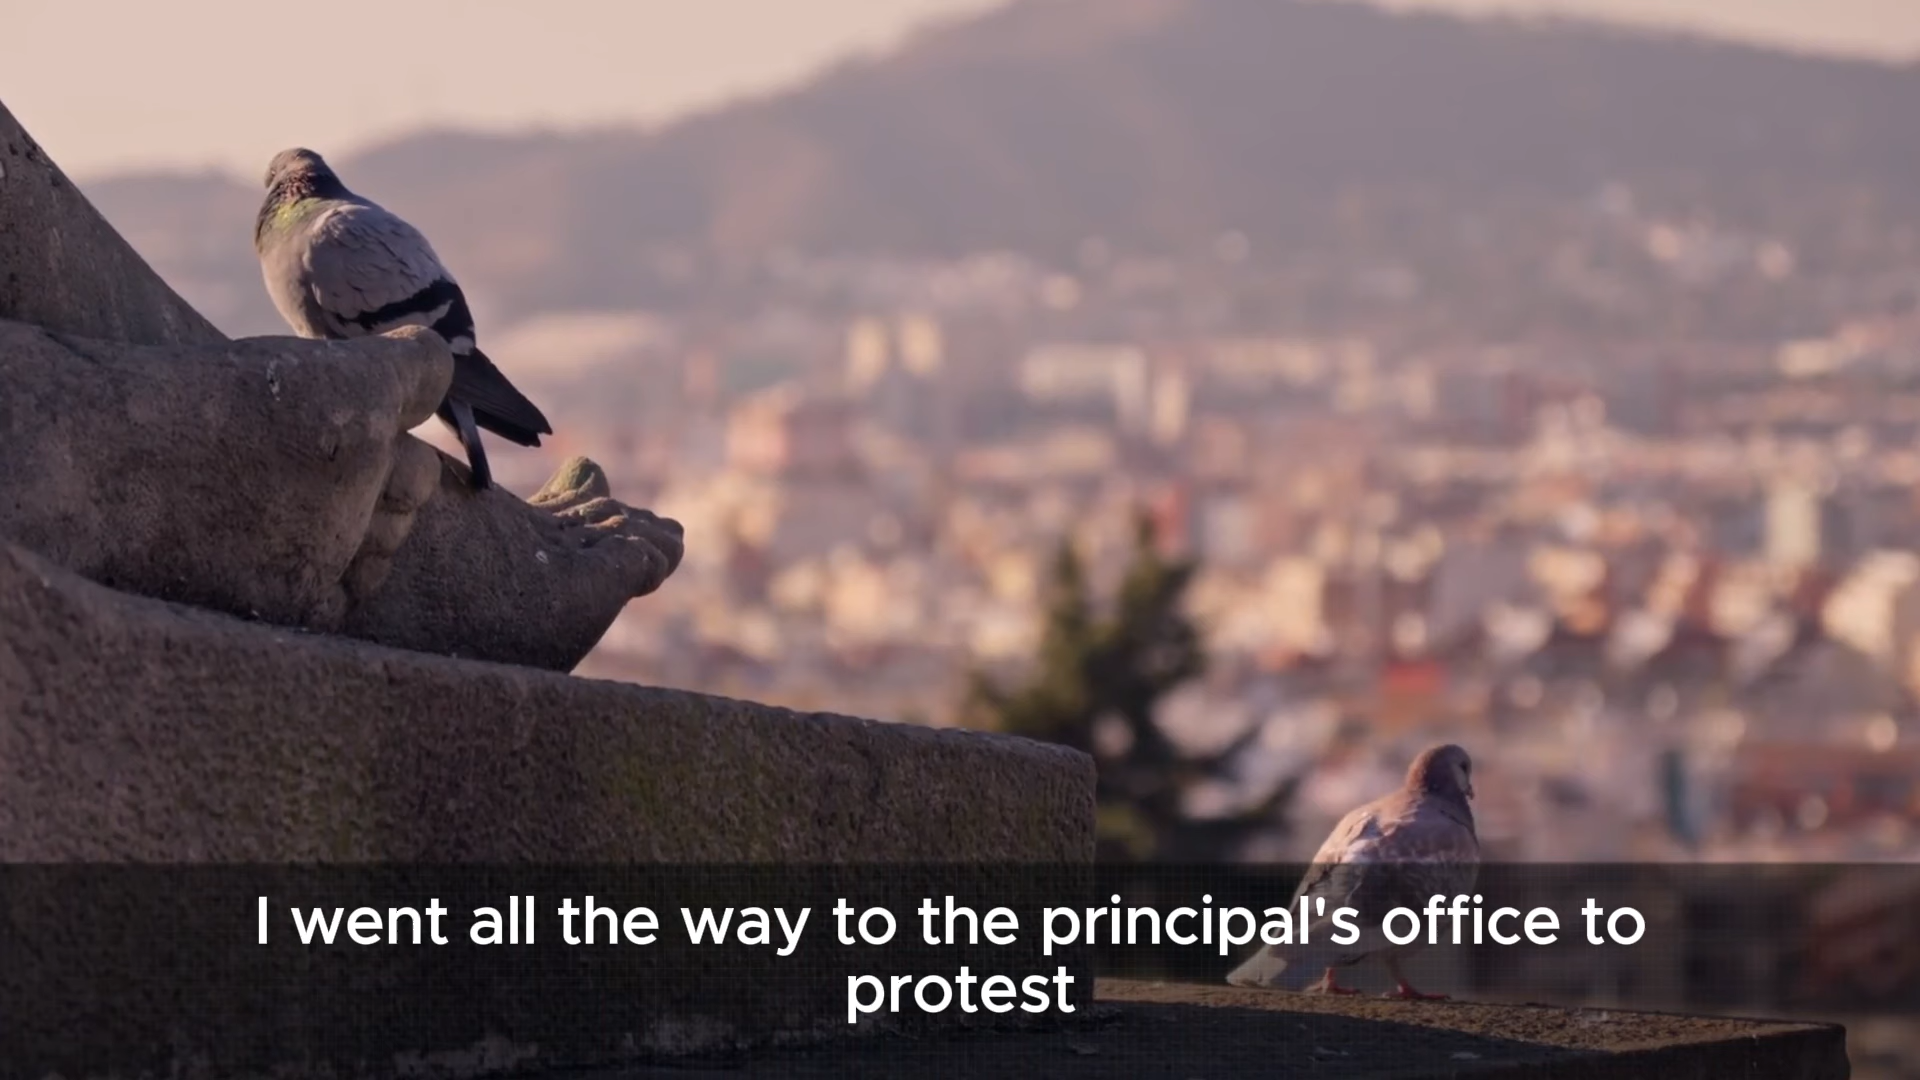 I went all the way to the principal's office to
protest